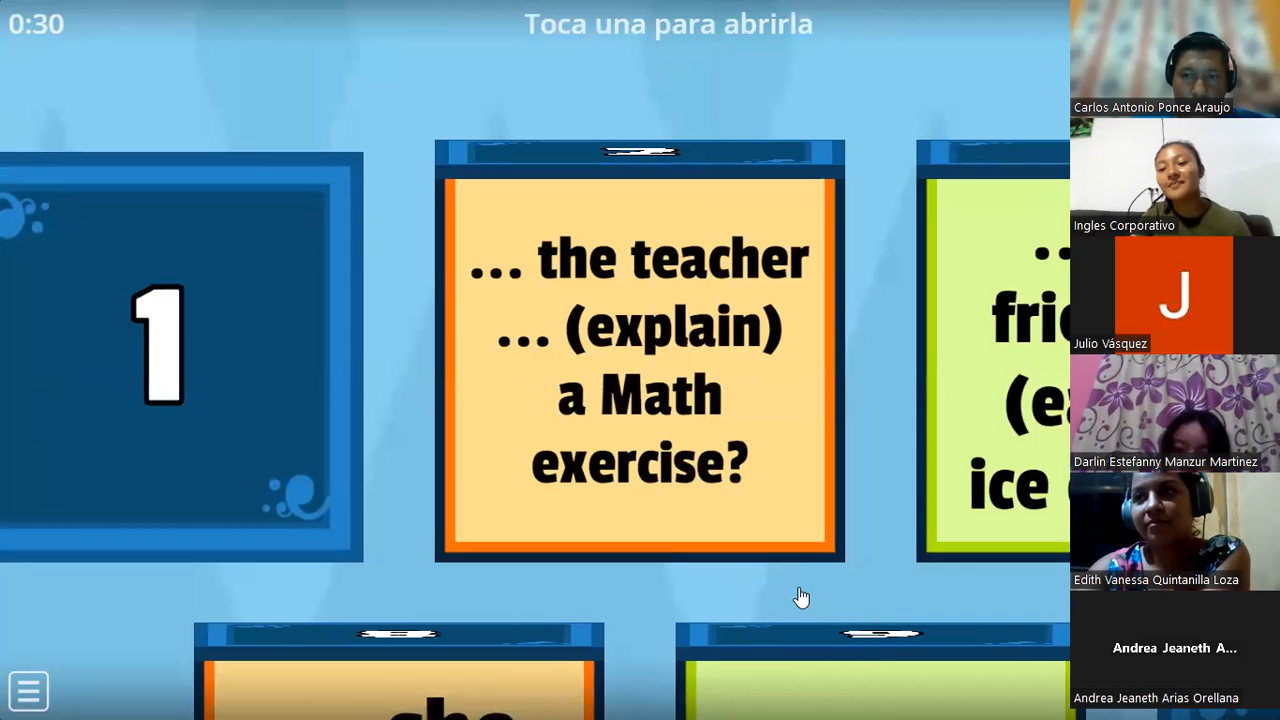 0:30
Toca una para abrirla
1
... the teacher
... (explain)
a Math
exercise?
ice
Carlos Antonio Ponce Araujo
Ingles Corporativo
J
Julio Vásquez
Darlin Estefanny Manzur Martinez
Edith Vanessa Quintanilla Loza
Andrea Jeaneth A...
Andrea Jeaneth Arias Orellana